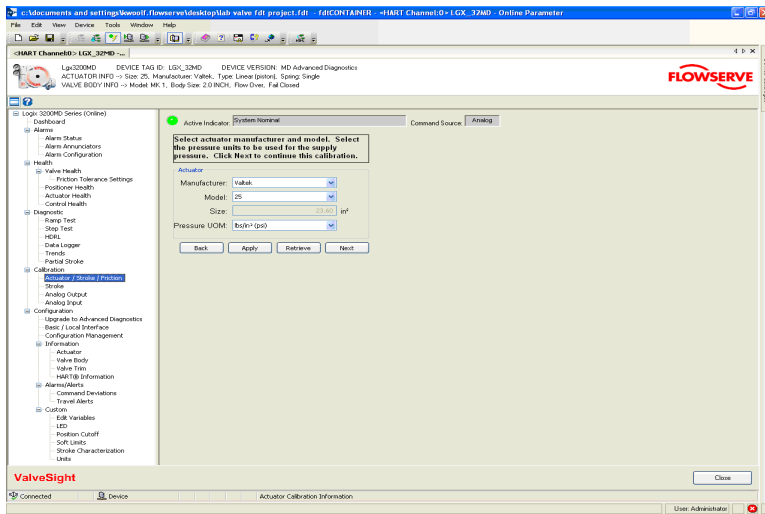 c:\documents and settings\kwoolf.flowserve\desktop\lab valve fdt project.fdt - fdtCONTAINER - <HART Channel:0> LGX_32MD - Online Parameter
File Edit View Device Tools Window Help
<HART Channel:0> LGX_32MD -...
Lgx3200MD DEVICE TAG ID: LGX_32MD DEVICE VERSION: MD Advanced Diagnostics
ACTUATOR INFO --> Size: 25, Manufacturer: Valtek, Type: Linear (piston), Spring: Single
VALVE BODY INFO --> Model: MK 1, Body Size: 2.0 INCH, Flow Over, Fail Closed
FLOWSERVE
Logix 3200MD Series (Online)
Dashboard
Alarms
Alarm Status
Alarm Annunciators
Alarm Configuration
Health
Valve Health
Friction Tolerance Settings
Positioner Health
Actuator Health
Control Health
Diagnostic
Ramp Test
Step Test
HDRL
Data Logger
Trends
Partial Stroke
Calibration
Actuator / Stroke / Friction
Stroke
Analog Output
Analog Input
Configuration
Upgrade to Advanced Diagnostics
Basic / Local Interface
Configuration Management
Information
Actuator
Valve Body
Valve Trim
HART® Information
Alarms/Alerts
Command Deviations
Travel Alerts
Custom
Edit Variables
LED
Position Cutoff
Soft Limits
Stroke Characterization
Units
Active Indicator: System Nominal Command Source: Analog
Select actuator manufacturer and model. Select
the pressure units to be used for the supply
pressure. Click Next to continue this calibration.
Actuator
Manufacturer: Valtek
Model: 25
Size: 23.60 in²
Pressure UOM: lbs/in² (psi)
Back Apply Retrieve Next
ValveSight
Close
Connected Device Actuator Calibration Information
User: Administrator